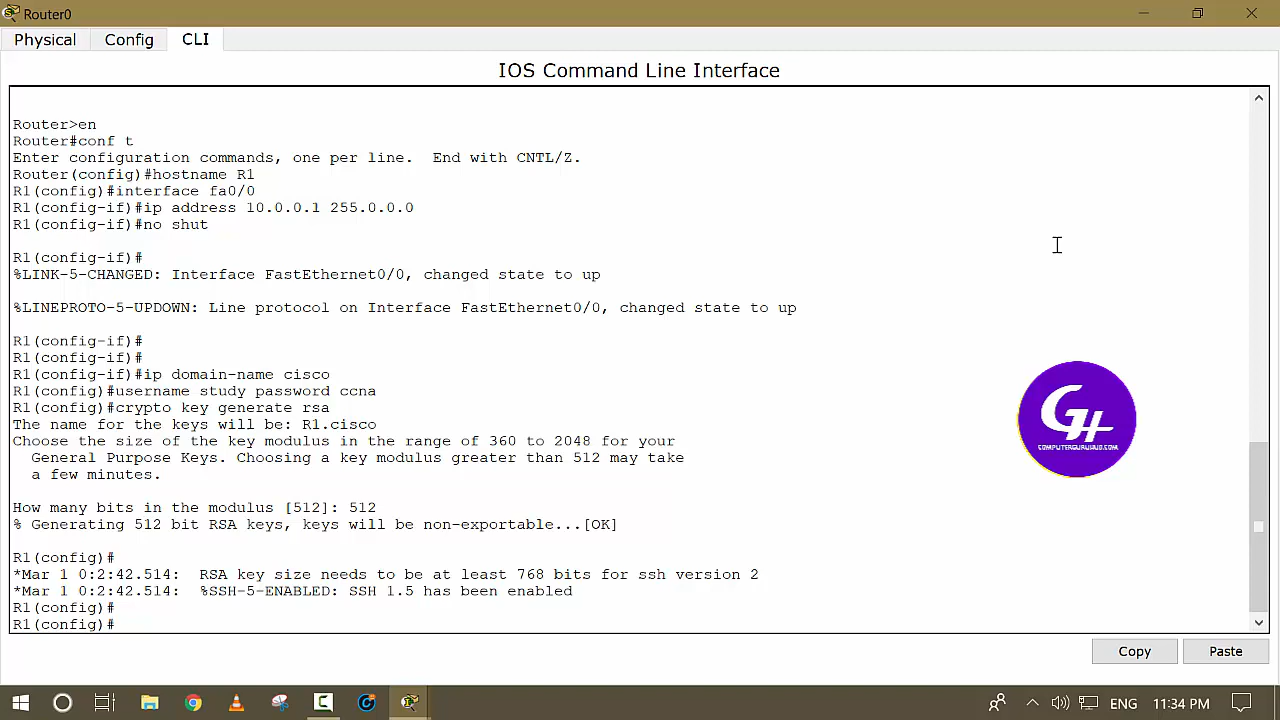 Router0
Physical Config CLI
IOS Command Line Interface
Router>en
Router#conf t
Enter configuration commands, one per line.  End with CNTL/Z.
Router(config)#hostname R1
R1(config)#interface fa0/0
R1(config-if)#ip address 10.0.0.1 255.0.0.0
R1(config-if)#no shut
R1(config-if)#
%LINK-5-CHANGED: Interface FastEthernet0/0, changed state to up
%LINEPROTO-5-UPDOWN: Line protocol on Interface FastEthernet0/0, changed state to up
R1(config-if)#
R1(config-if)#
R1(config-if)#ip domain-name cisco
R1(config)#username study password ccna
R1(config)#crypto key generate rsa
The name for the keys will be: R1.cisco
Choose the size of the key modulus in the range of 360 to 2048 for your
General Purpose Keys. Choosing a key modulus greater than 512 may take
a few minutes.
How many bits in the modulus [512]: 512
% Generating 512 bit RSA keys, keys will be non-exportable...[OK]
R1(config)#
*Mar 1 0:2:42.514:  RSA key size needs to be at least 768 bits for ssh version 2
*Mar 1 0:2:42.514:  %SSH-5-ENABLED: SSH 1.5 has been enabled
R1(config)#
R1(config)#
GH
COMPUTERGURUHUB.COM
Copy Paste
ENG 11:34 PM